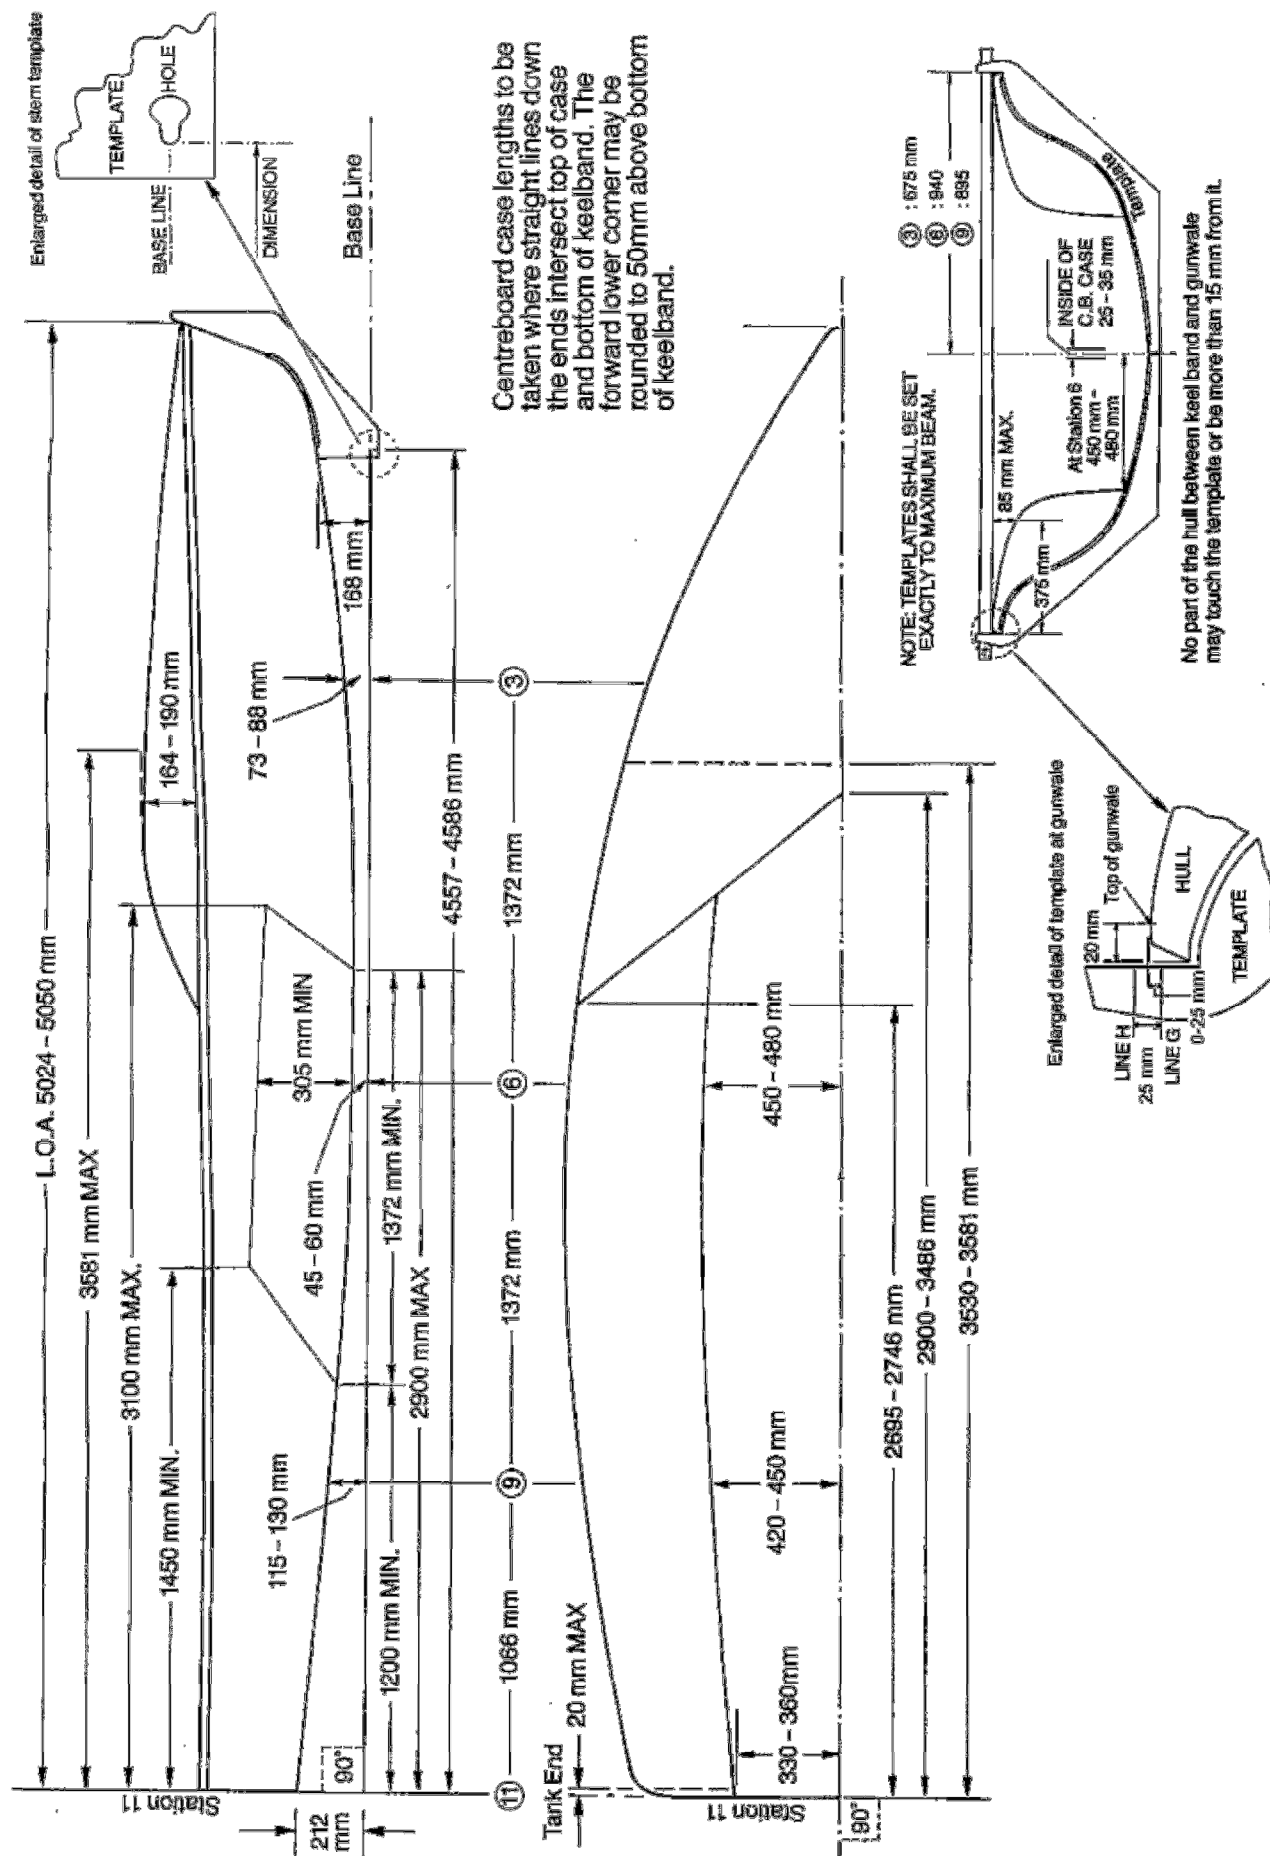 Enlarged detail of stem template
TEMPLATE
HOLE
BASE LINE
DIMENSION
Base Line
L.O.A. 5024 - 5050 mm
3581 mm MAX
3100 mm MAX.
1450 mm MIN.
164 - 190 mm
305 mm MIN
73 - 88 mm
168 mm
45 - 60 mm
115 - 130 mm
1200 mm MIN.
1372 mm MIN.
2900 mm MAX
4557 - 4586 mm
Station 11
90°
212
mm
11
1066 mm
9
1372 mm
6
1372 mm
3
Centreboard case lengths to be
taken where straight lines down
the ends intersect top of case
and bottom of keelband. The
forward lower corner may be
rounded to 50mm above bottom
of keelband.
Tank End
20 mm MAX
330 - 360mm
420 - 450 mm
450 - 480 mm
Station 11
90°
2695 - 2746 mm
2900 - 3486 mm
3530 - 3581 mm
NOTE: TEMPLATES SHALL BE SET
EXACTLY TO MAXIMUM BEAM.
3 : 675 mm
6 : 940
9 : 895
85 mm MAX.
375 mm
At Station 6
450 mm -
480 mm
INSIDE OF
C.B. CASE
25 - 35 mm
Template
No part of the hull between keel band and gunwale
may touch the template or be more than 15 mm from it.
Enlarged detail of template at gunwale
20 mm
Top of gunwale
HULL
TEMPLATE
LINE H
25 mm
LINE G
0-25 mm